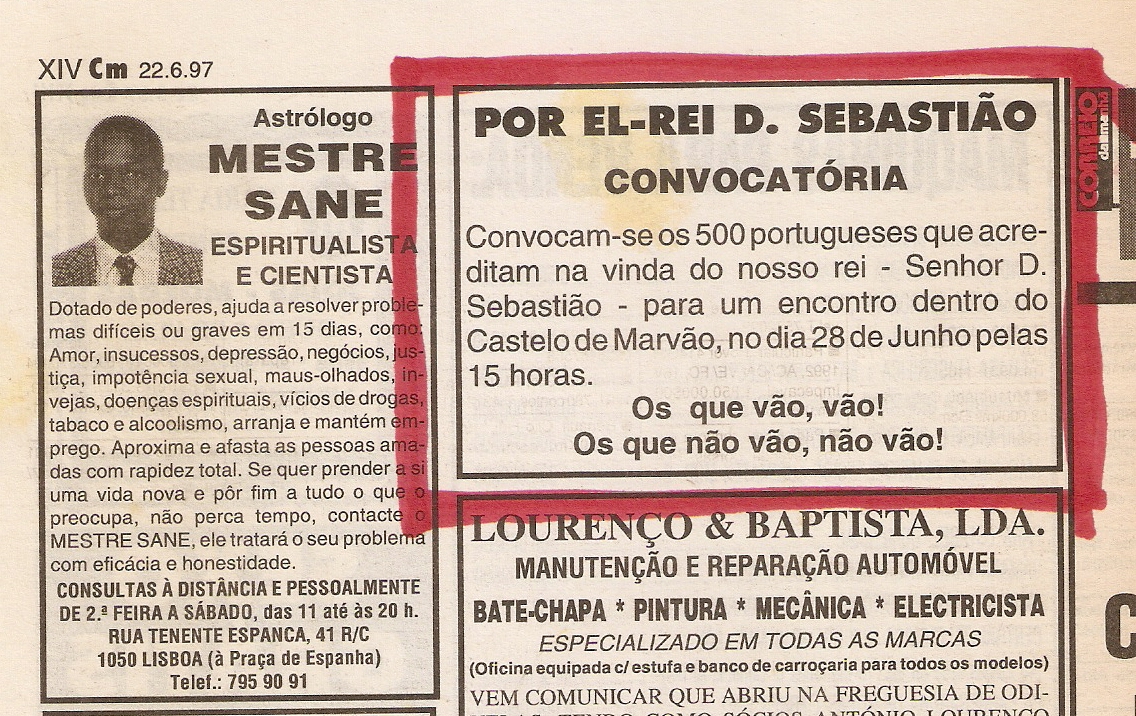 XIV Cm 22.6.97
Astrólogo
MESTRE
SANE
ESPIRITUALISTA
E CIENTISTA
Dotado de poderes, ajuda a resolver proble-
mas difíceis ou graves em 15 dias, como:
Amor, insucessos, depressão, negócios, jus-
tiça, impotência sexual, maus-olhados, in-
vejas, doenças espirituais, vícios de drogas,
tabaco e alcoolismo, arranja e mantém em-
prego. Aproxima e afasta as pessoas ama-
das com rapidez total. Se quer prender a si
uma vida nova e pôr fim a tudo o que o
preocupa, não perca tempo, contacte o
MESTRE SANE, ele tratará o seu problema
com eficácia e honestidade.
CONSULTAS À DISTÂNCIA E PESSOALMENTE
DE 2.ª FEIRA A SÁBADO, das 11 até às 20 h.
RUA TENENTE ESPANCA, 41 R/C
1050 LISBOA (à Praça de Espanha)
Telef.: 795 90 91
POR EL-REI D. SEBASTIÃO
CONVOCATÓRIA
Convocam-se os 500 portugueses que acre-
ditam na vinda do nosso rei - Senhor D.
Sebastião - para um encontro dentro do
Castelo de Marvão, no dia 28 de Junho pelas
15 horas.
Os que vão, vão!
Os que não vão, não vão!
CORREIO
da manhã
LOURENÇO & BAPTISTA, LDA.
MANUTENÇÃO E REPARAÇÃO AUTOMÓVEL
BATE-CHAPA * PINTURA * MECÂNICA * ELECTRICISTA
ESPECIALIZADO EM TODAS AS MARCAS
(Oficina equipada c/ estufa e banco de carroçaria para todos os modelos)
VEM COMUNICAR QUE ABRIU NA FREGUESIA DE ODI-
VELAS, TENDO COMO SÓCIOS ANTÓNIO LOURENÇO